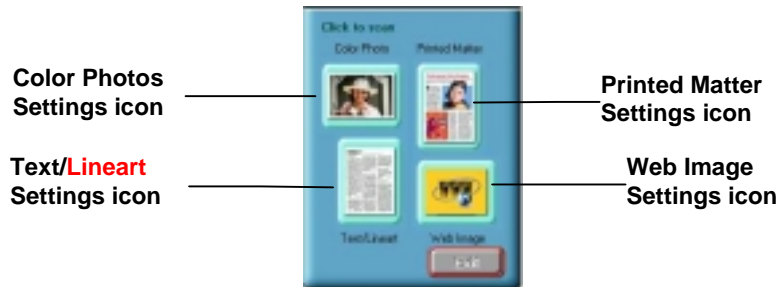 Click to scan
Color Photo Printed Matter
Color Photos
Settings icon
Printed Matter
Settings icon
Text/Lineart
Settings icon
Web Image
Settings icon
Text/Lineart Web Image
Exit